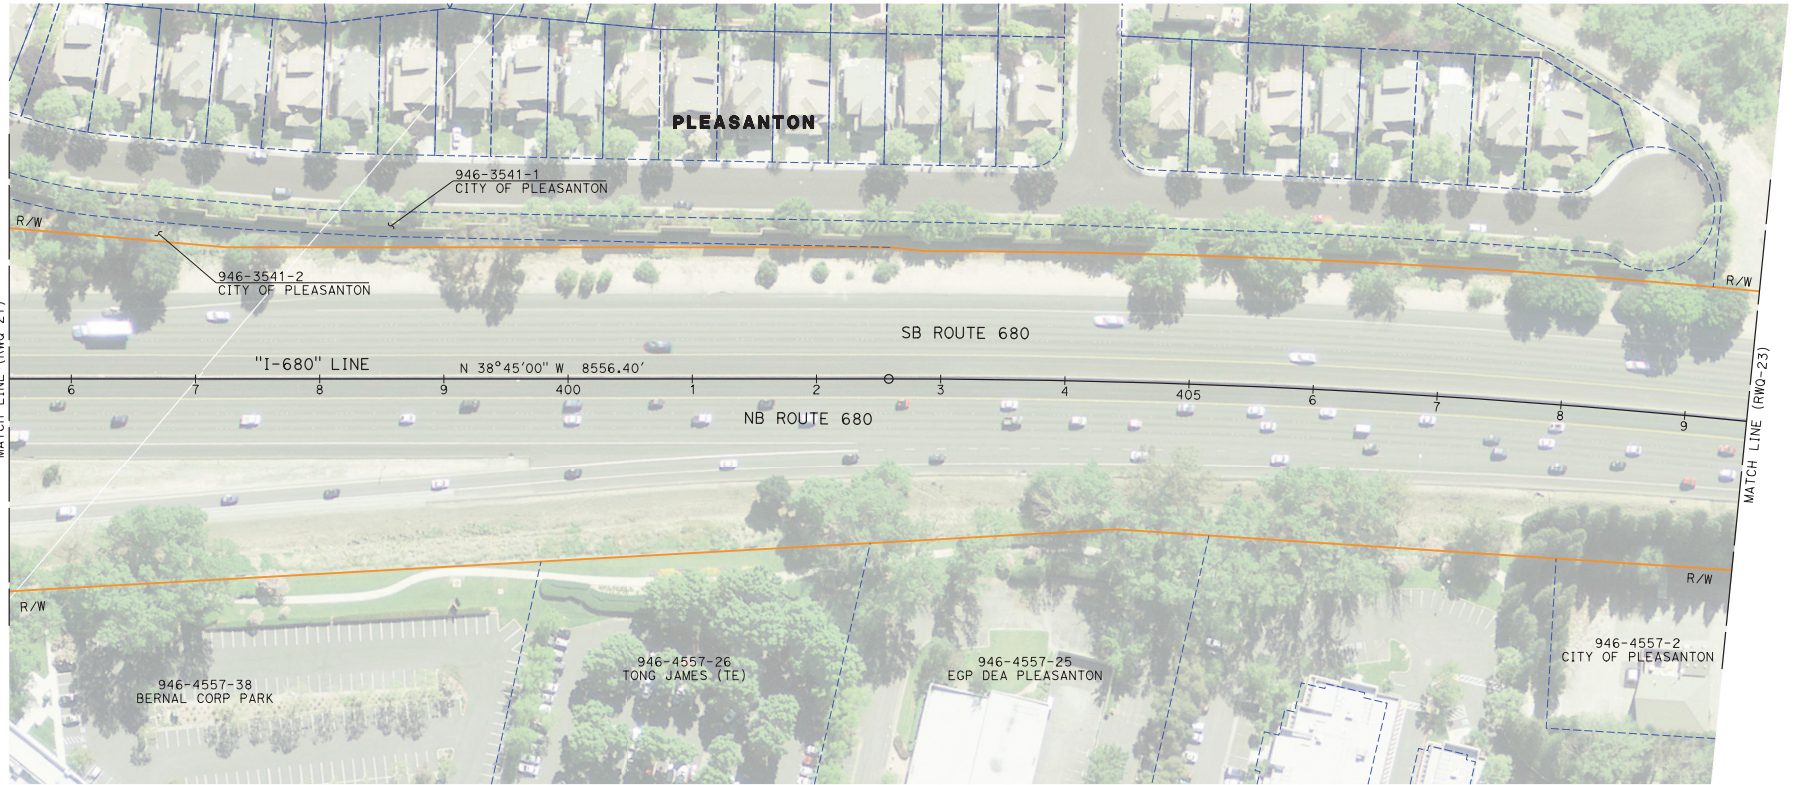 PLEASANTON
946-3541-1
CITY OF PLEASANTON
R/W
946-3541-2
CITY OF PLEASANTON
R/W
SB ROUTE 680
"I-680" LINE
N 38°45'00" W 8556.40'
6 7 8 9 400 1 2 3 4 405 6 7 8 9
NB ROUTE 680
MATCH LINE (RWQ-23)
R/W
R/W
946-4557-38
BERNAL CORP PARK
946-4557-26
TONG JAMES (TE)
946-4557-25
EGP DEA PLEASANTON
946-4557-2
CITY OF PLEASANTON